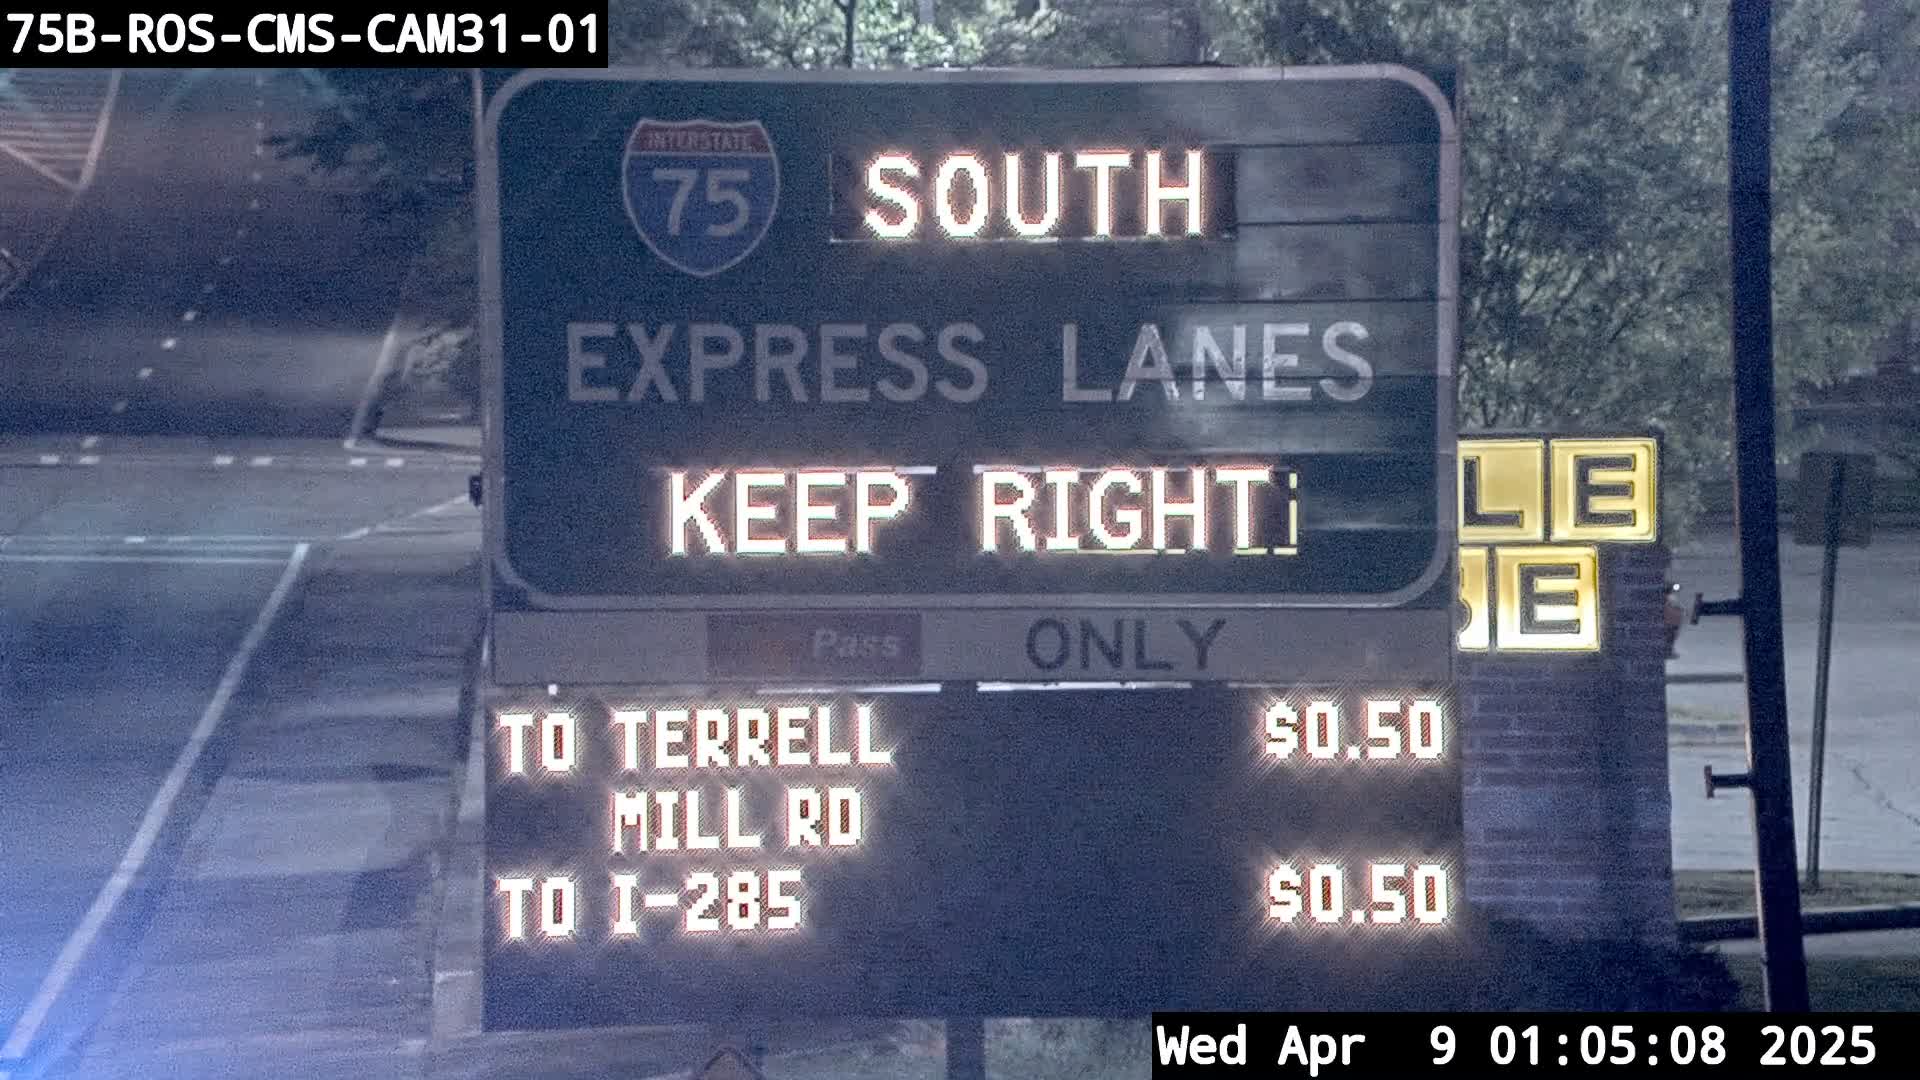 75B-ROS-CMS-CAM31-01
INTERSTATE
75
SOUTH
EXPRESS LANES
KEEP RIGHT
Pass ONLY
TO TERRELL $0.50
MILL RD
TO I-285 $0.50
LE
E
Wed Apr 9 01:05:08 2025